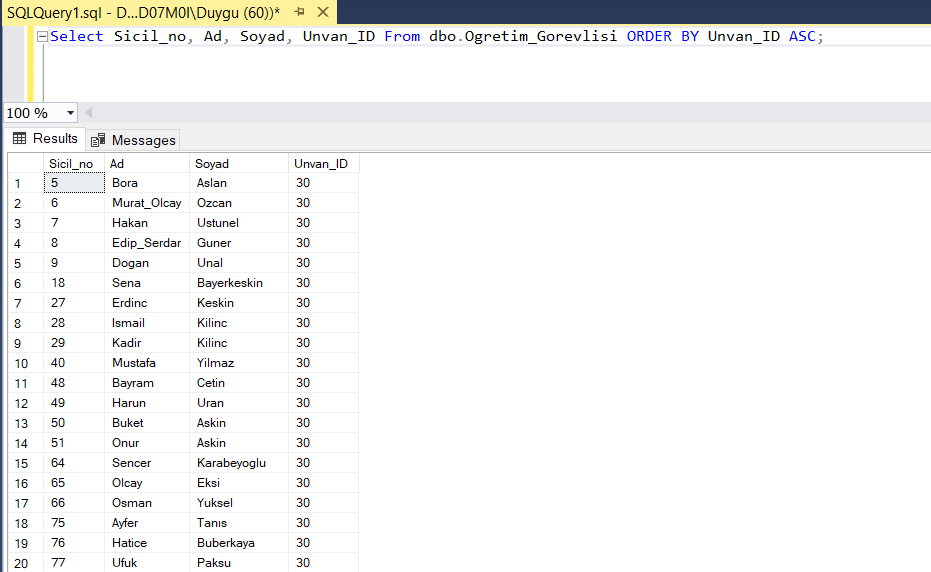 SQLQuery1.sql - D...D07M0I\Duygu (60))*
Select Sicil_no, Ad, Soyad, Unvan_ID From dbo.Ogretim_Gorevlisi ORDER BY Unvan_ID ASC;
100 %
Results Messages
Sicil_no Ad Soyad Unvan_ID
1 5 Bora Aslan 30
2 6 Murat_Olcay Ozcan 30
3 7 Hakan Ustunel 30
4 8 Edip_Serdar Guner 30
5 9 Dogan Unal 30
6 18 Sena Bayerkeskin 30
7 27 Erdinc Keskin 30
8 28 Ismail Kilinc 30
9 29 Kadir Kilinc 30
10 40 Mustafa Yilmaz 30
11 48 Bayram Cetin 30
12 49 Harun Uran 30
13 50 Buket Askin 30
14 51 Onur Askin 30
15 64 Sencer Karabeyoglu 30
16 65 Olcay Eksi 30
17 66 Osman Yuksel 30
18 75 Ayfer Tanıs 30
19 76 Hatice Buberkaya 30
20 77 Ufuk Paksu 30